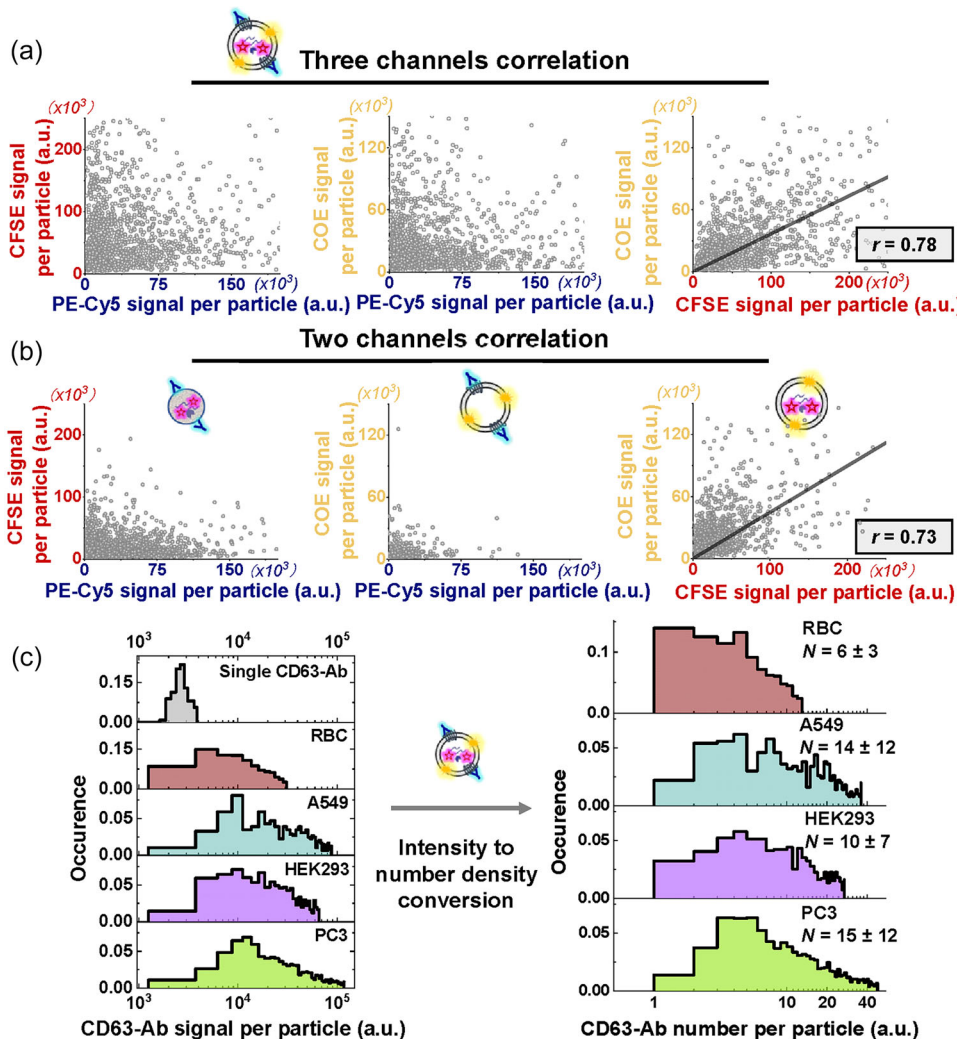 (a)
Three channels correlation
(x10³)
CFSE signal
per particle (a.u.)
200
100
0
0
75
150
(x10³)
PE-Cy5 signal per particle (a.u.)
(x10³)
COE signal
per particle (a.u.)
120
60
0
0
75
150
(x10³)
PE-Cy5 signal per particle (a.u.)
(x10³)
COE signal
per particle (a.u.)
120
60
0
r = 0.78
0
100
200
(x10³)
CFSE signal per particle (a.u.)
(b)
Two channels correlation
(x10³)
CFSE signal
per particle (a.u.)
200
100
0
0
75
150
(x10³)
PE-Cy5 signal per particle (a.u.)
(x10³)
COE signal
per particle (a.u.)
120
60
0
0
75
150
(x10³)
PE-Cy5 signal per particle (a.u.)
(x10³)
COE signal
per particle (a.u.)
120
60
0
r = 0.73
0
100
200
(x10³)
CFSE signal per particle (a.u.)
(c)
10³
10⁴
10⁵
Occurence
0.15
0.00
Single CD63-Ab
0.15
0.00
RBC
0.05
0.00
A549
0.05
0.00
HEK293
0.05
0.00
PC3
10³
10⁴
10⁵
CD63-Ab signal per particle (a.u.)
Intensity to
number density
conversion
Occurence
0.1
0.0
RBC
N = 6 ± 3
0.05
0.00
A549
N = 14 ± 12
0.05
0.00
HEK293
N = 10 ± 7
0.05
0.00
PC3
N = 15 ± 12
1
10
20
40
CD63-Ab number per particle (a.u.)